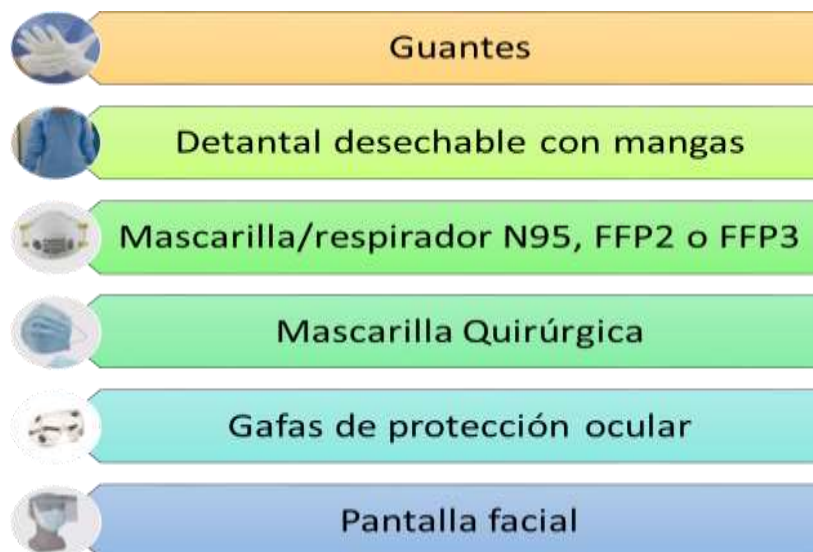 Guantes
Detantal desechable con mangas
Mascarilla/respirador N95, FFP2 o FFP3
Mascarilla Quirúrgica
Gafas de protección ocular
Pantalla facial